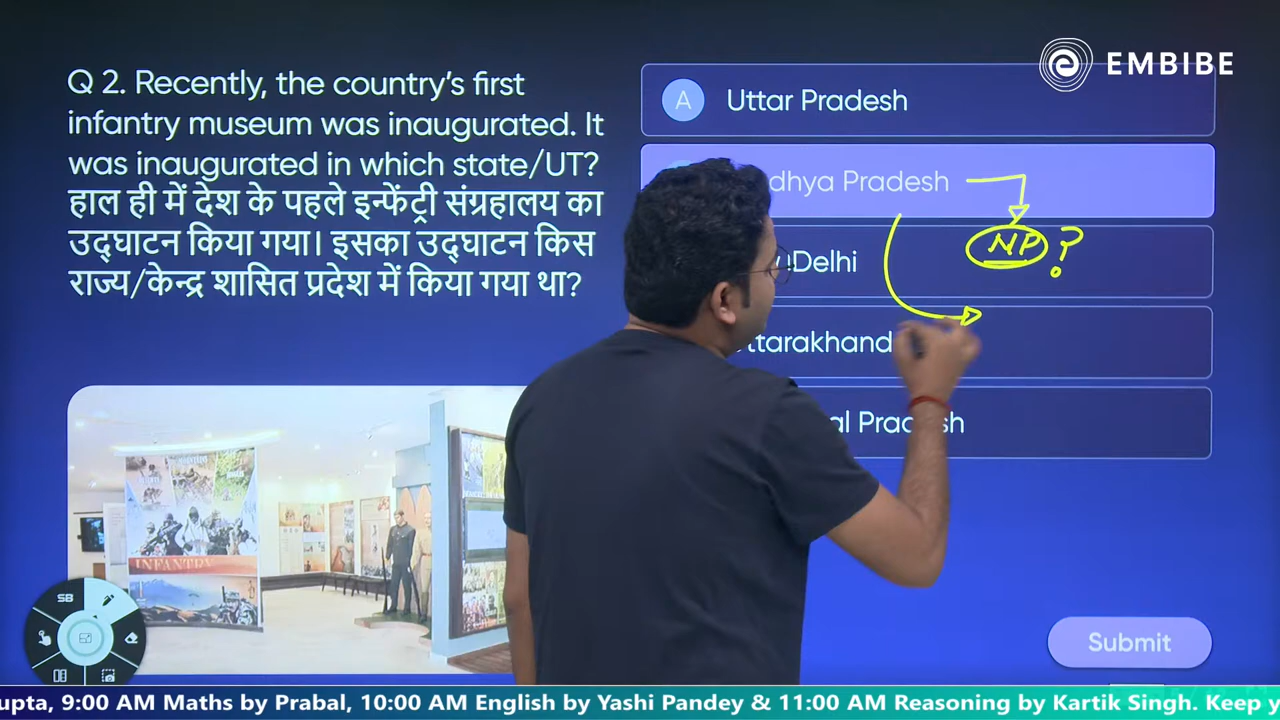 EMBIBE
Q 2. Recently, the country's first
infantry museum was inaugurated. It
was inaugurated in which state/UT?
हाल ही में देश के पहले इन्फेंट्री संग्रहालय का
उद्घाटन किया गया। इसका उद्घाटन किस
राज्य/केन्द्र शासित प्रदेश में किया गया था?
A Uttar Pradesh
dhya Pradesh
NP ?
Delhi
ttarakhand
al Pradesh
INFANTRY
SB
Submit
upta, 9:00 AM Maths by Prabal, 10:00 AM English by Yashi Pandey & 11:00 AM Reasoning by Kartik Singh. Keep y